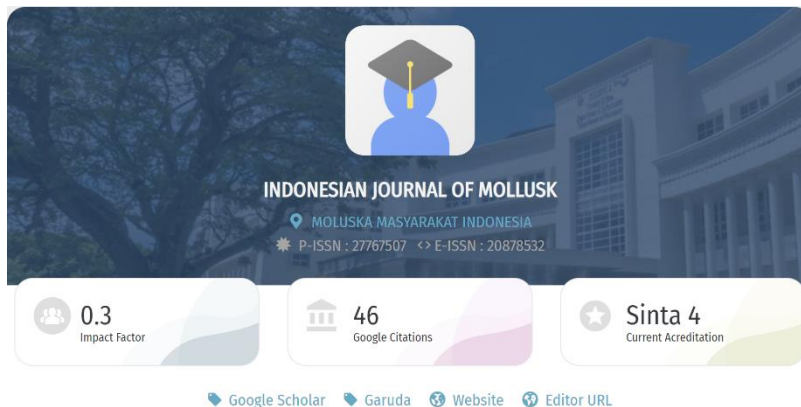 INDONESIAN JOURNAL OF MOLLUSK
MOLUSKA MASYARAKAT INDONESIA
P-ISSN : 27767507 <> E-ISSN : 20878532
0.3
Impact Factor
46
Google Citations
Sinta 4
Current Acreditation
Google Scholar Garuda Website Editor URL